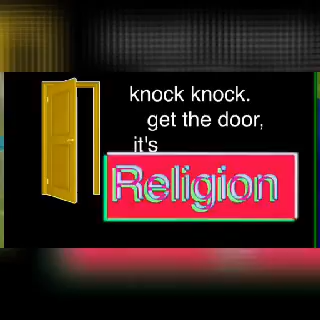 knock knock.
get the door,
it's
Religion